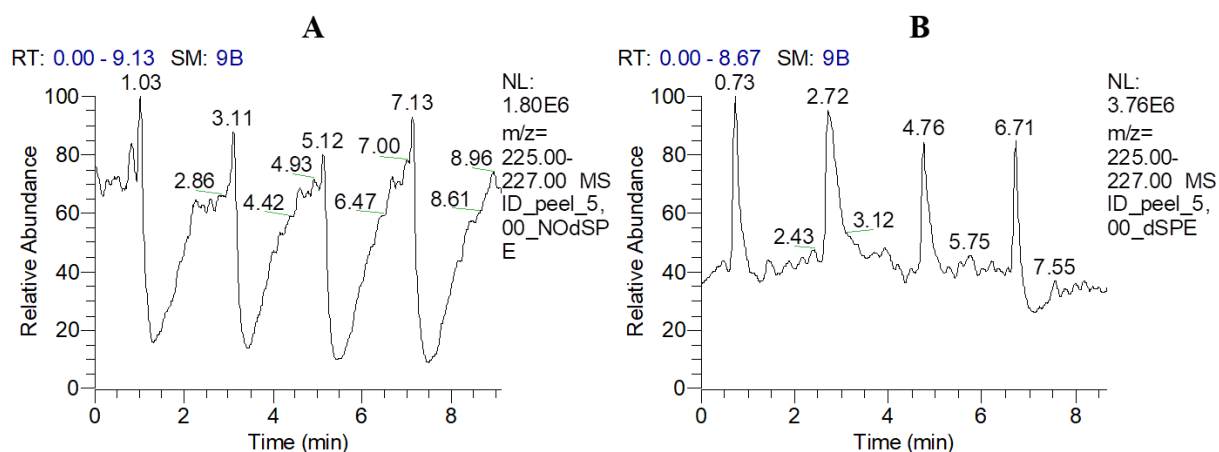 A
RT: 0.00 - 9.13 SM: 9B
1.03
NL:
1.80E6
m/z=
225.00-
227.00 MS
ID_peel_5,
00_NOdSP
E
7.13
3.11
5.12
7.00
4.93
8.96
2.86
4.42
6.47
8.61
100
80
60
40
20
0
Relative Abundance
0 2 4 6 8
Time (min)
B
RT: 0.00 - 8.67 SM: 9B
0.73
2.72
NL:
3.76E6
m/z=
225.00-
227.00 MS
ID_peel_5,
00_dSPE
4.76
6.71
2.43
3.12
5.75
7.55
100
80
60
40
20
0
Relative Abundance
0 2 4 6 8
Time (min)